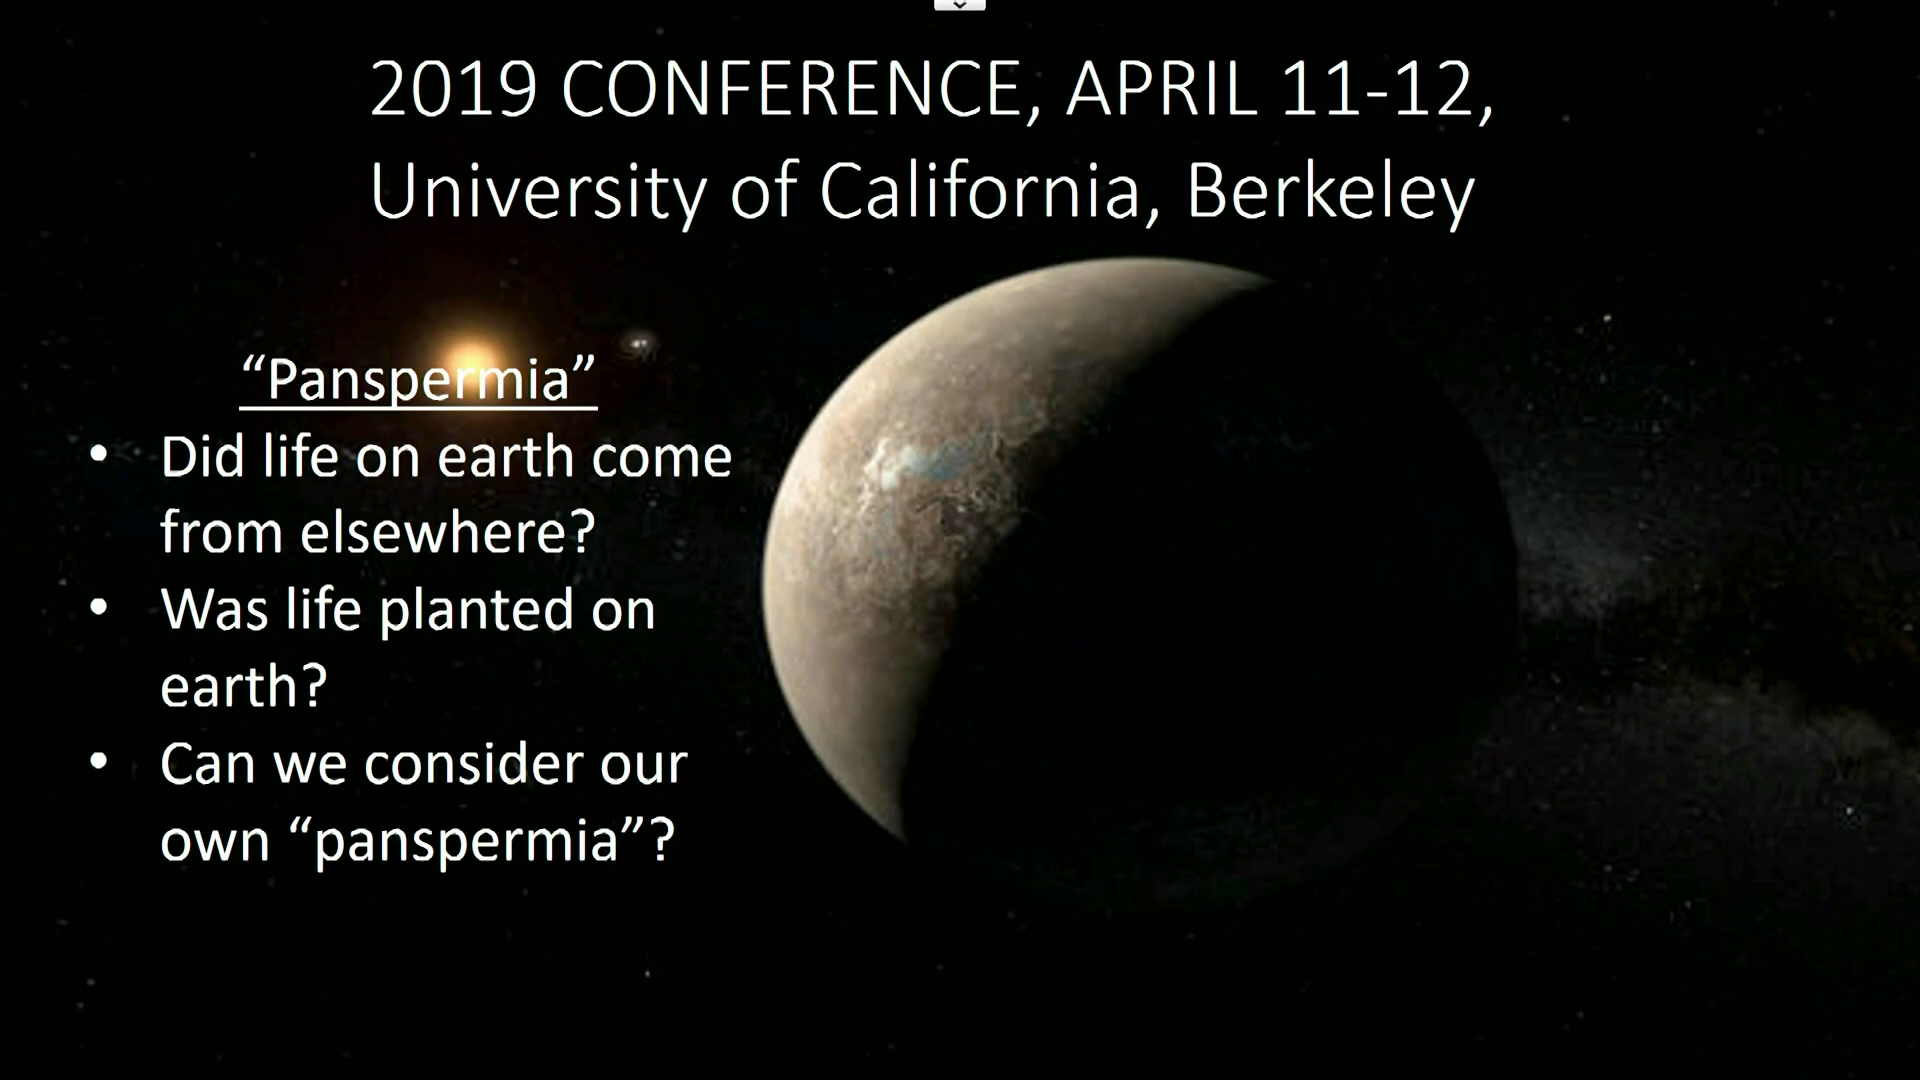 2019 CONFERENCE, APRIL 11-12,
University of California, Berkeley
“Panspermia”
• Did life on earth come
from elsewhere?
• Was life planted on
earth?
• Can we consider our
own “panspermia”?